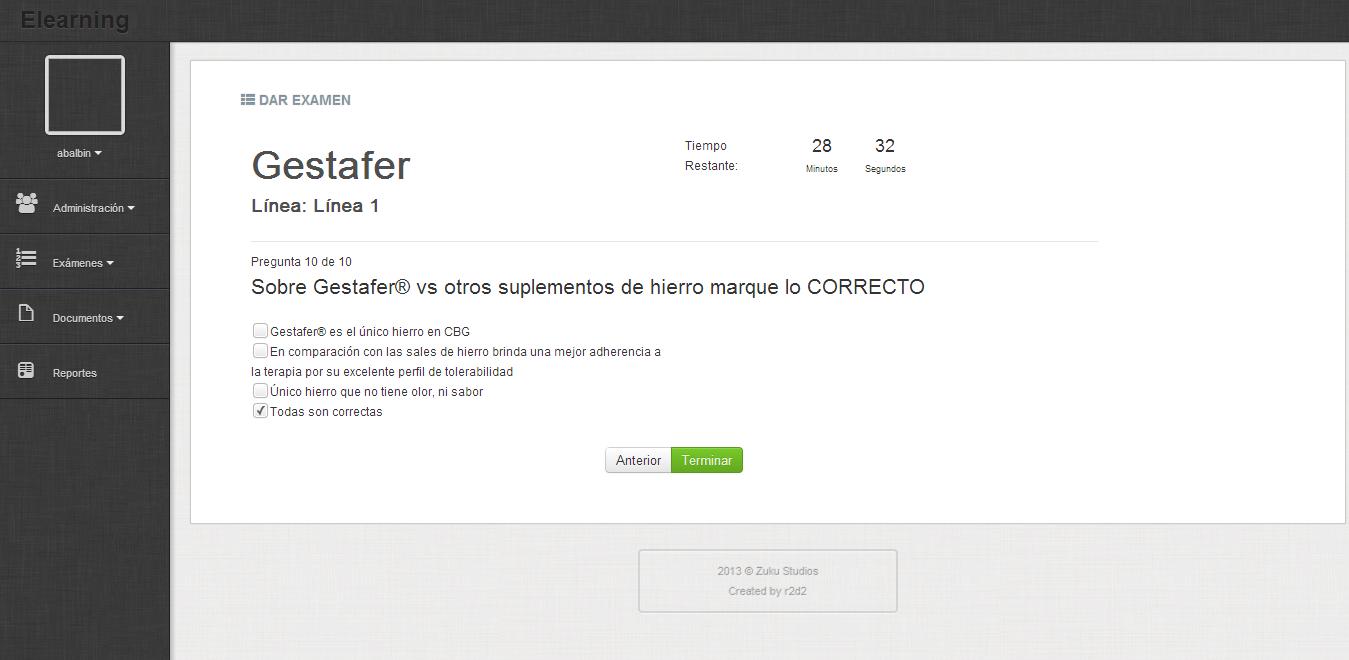 Elearning
abalbin
Administración
Exámenes
Documentos
Reportes
DAR EXAMEN
Gestafer
Línea: Línea 1
Tiempo
Restante:
28 32
Minutos Segundos
Pregunta 10 de 10
Sobre Gestafer® vs otros suplementos de hierro marque lo CORRECTO
Gestafer® es el único hierro en CBG
En comparación con las sales de hierro brinda una mejor adherencia a
la terapia por su excelente perfil de tolerabilidad
Único hierro que no tiene olor, ni sabor
Todas son correctas
Anterior Terminar
2013 © Zuku Studios
Created by r2d2